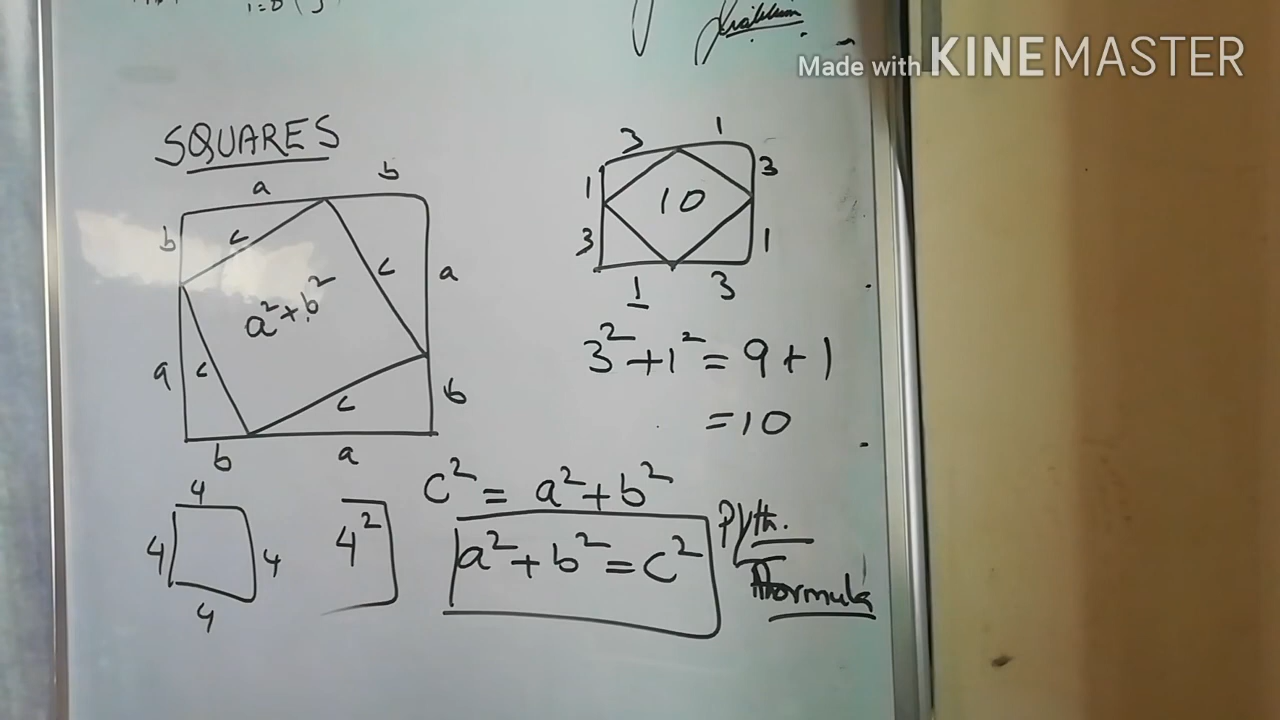 Made with KINEMASTER
SQUARES
a b
b c
c a
a² + b²
a c
c b
b a
3 1
1 3
10
3 1
1 3
3² + 1² = 9 + 1
= 10
4
4 4
4
4²
c² = a² + b²
a² + b² = c²
Pyth.